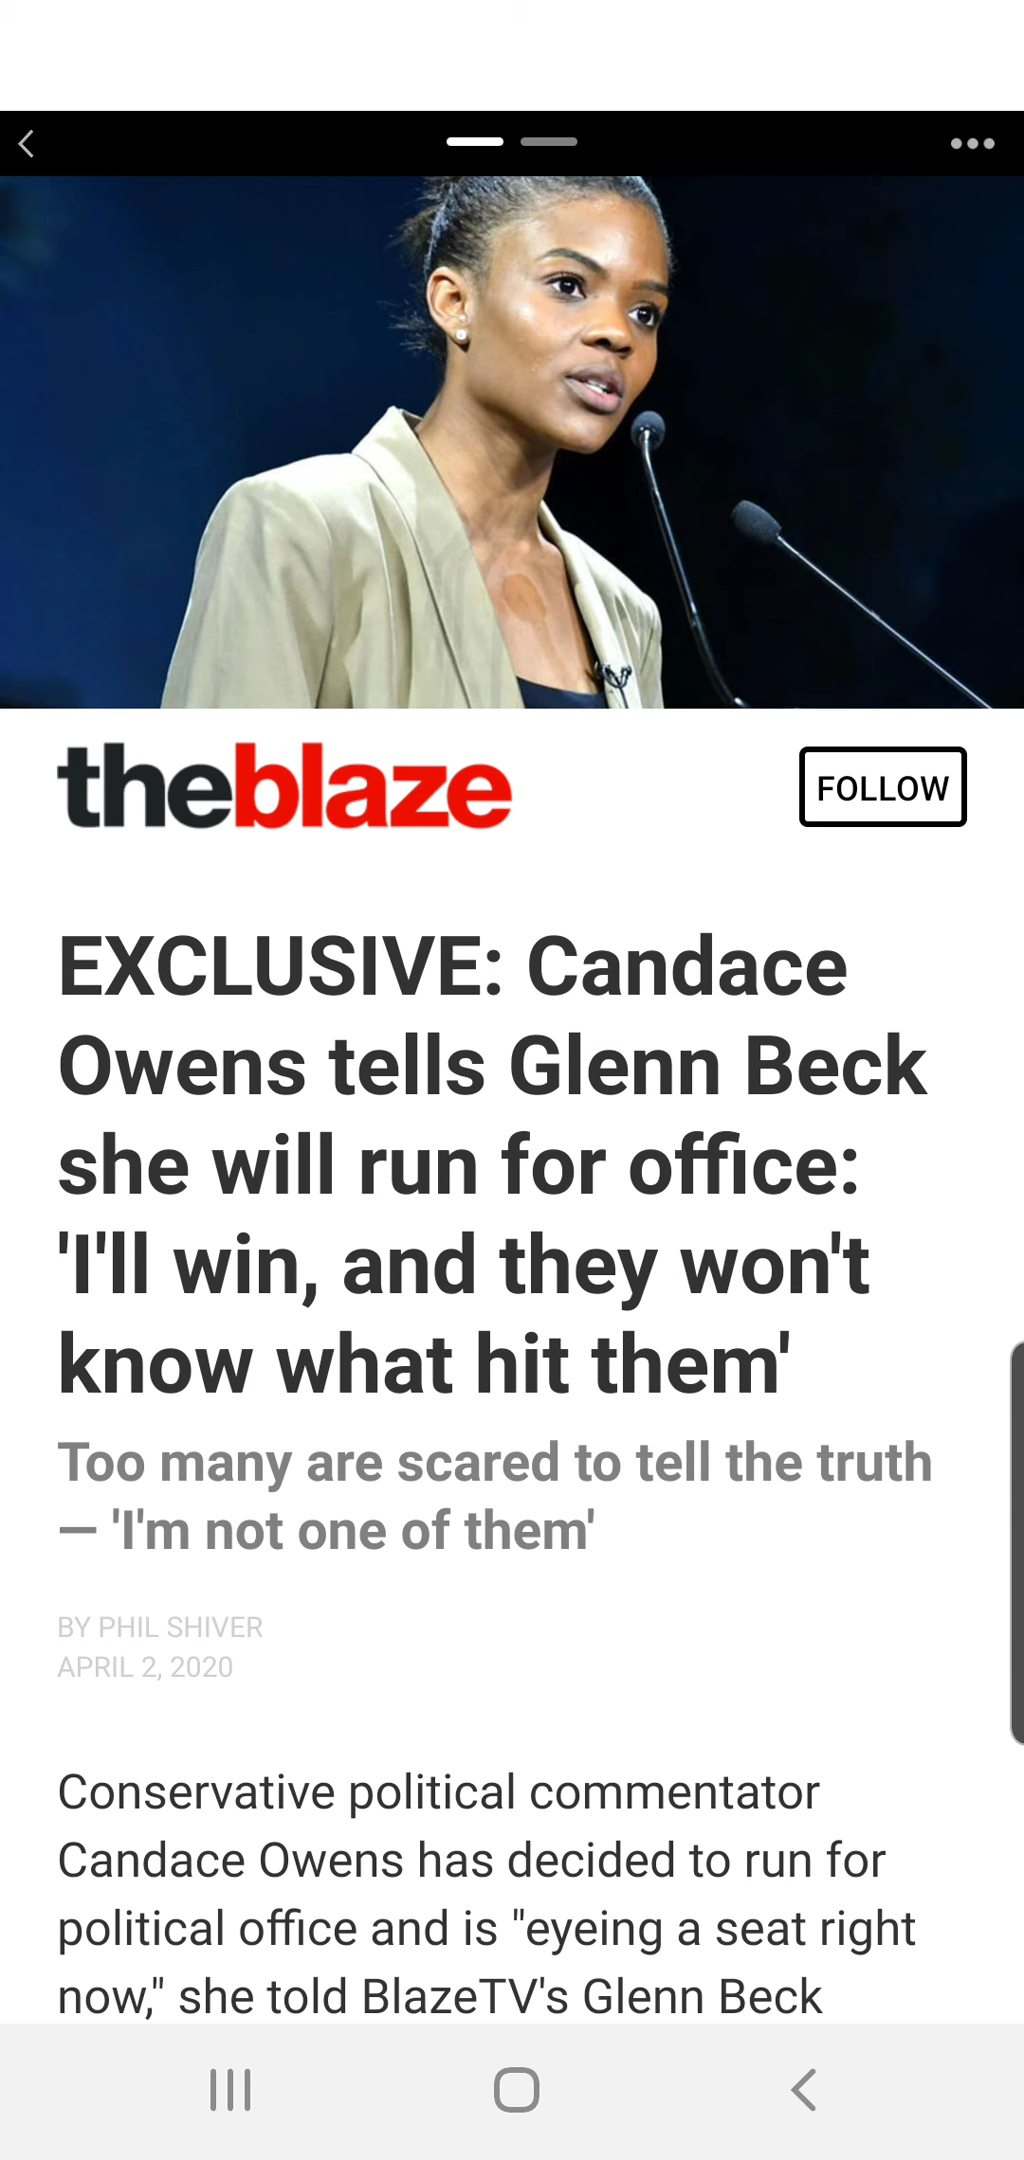 theblaze
FOLLOW
EXCLUSIVE: Candace
Owens tells Glenn Beck
she will run for office:
'I'll win, and they won't
know what hit them'
Too many are scared to tell the truth
— 'I'm not one of them'
BY PHIL SHIVER
APRIL 2, 2020
Conservative political commentator
Candace Owens has decided to run for
political office and is "eyeing a seat right
now," she told BlazeTV's Glenn Beck